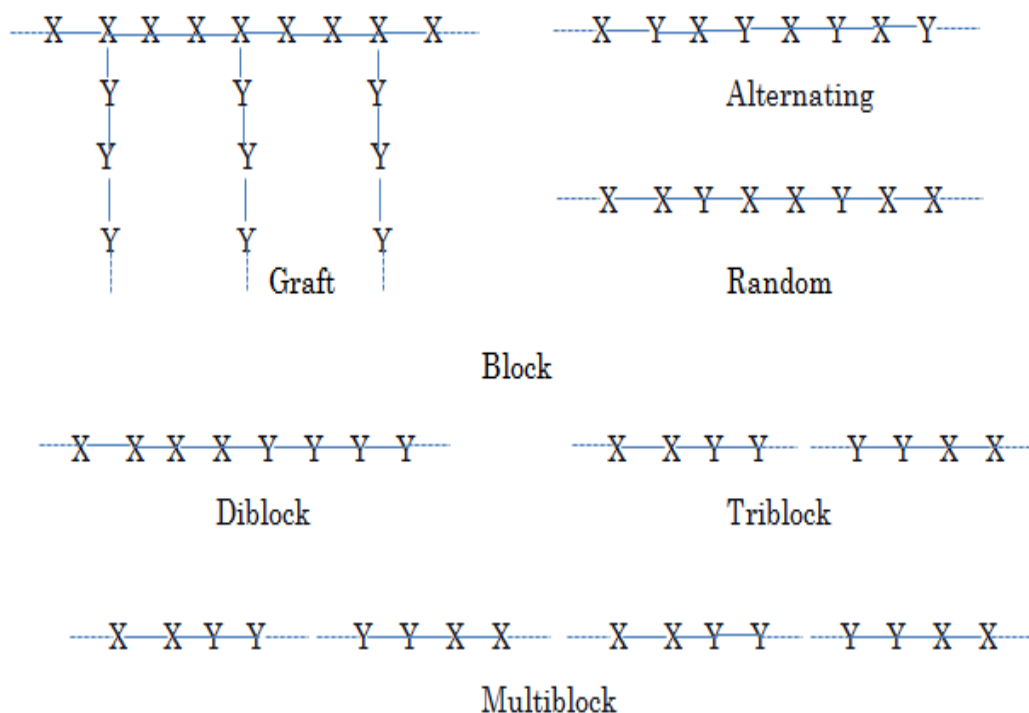 X X X X X X X X X
Y Y Y
Y Y Y
Y Y Y
Graft
X Y X Y X Y X Y
Alternating
X X Y X X Y X X
Random
Block
X X X X Y Y Y Y
Diblock
X X Y Y Y Y X X
Triblock
X X Y Y Y Y X X X X Y Y Y Y X X
Multiblock